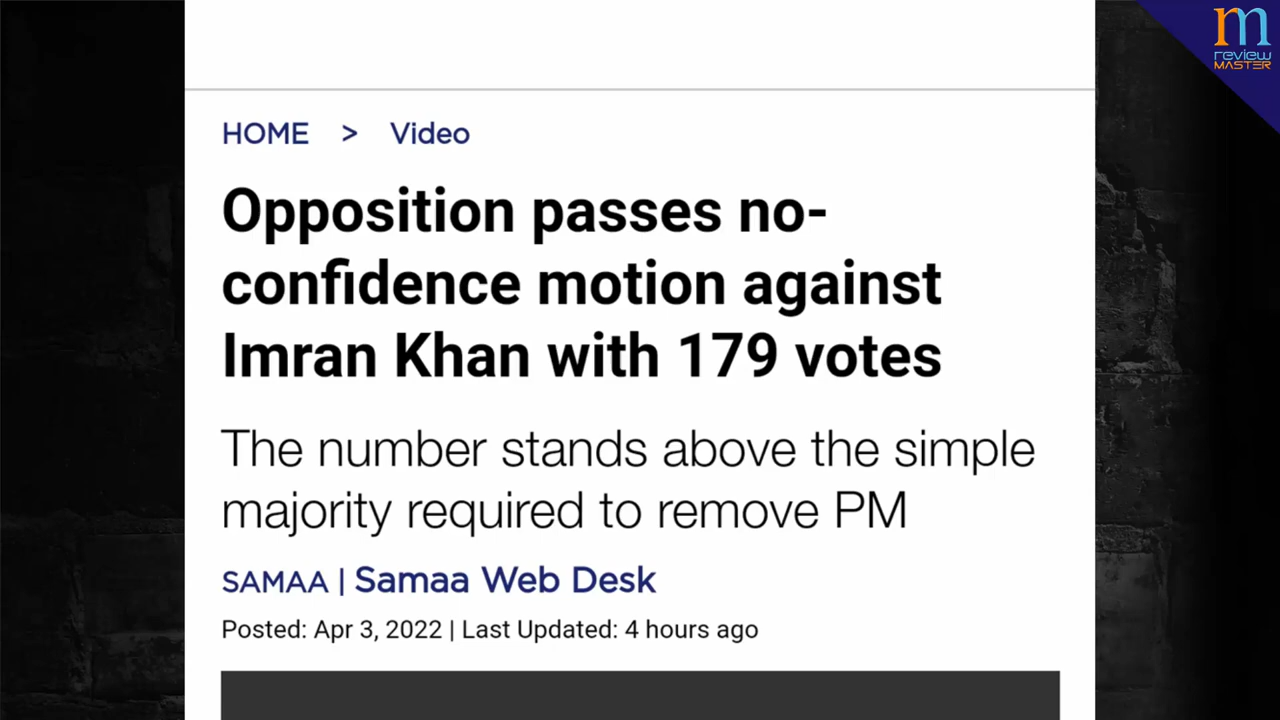 m
review
MASTER
HOME > Video
Opposition passes no-
confidence motion against
Imran Khan with 179 votes
The number stands above the simple
majority required to remove PM
SAMAA | Samaa Web Desk
Posted: Apr 3, 2022 | Last Updated: 4 hours ago